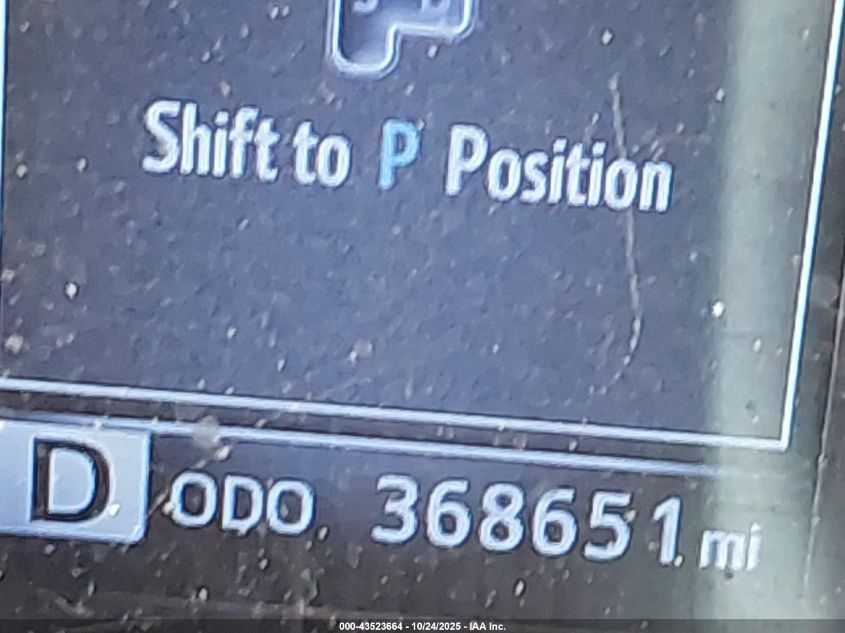 Shift to P Position
D ODO 368651 mi
000-43523664 - 10/24/2025 - IAA Inc.